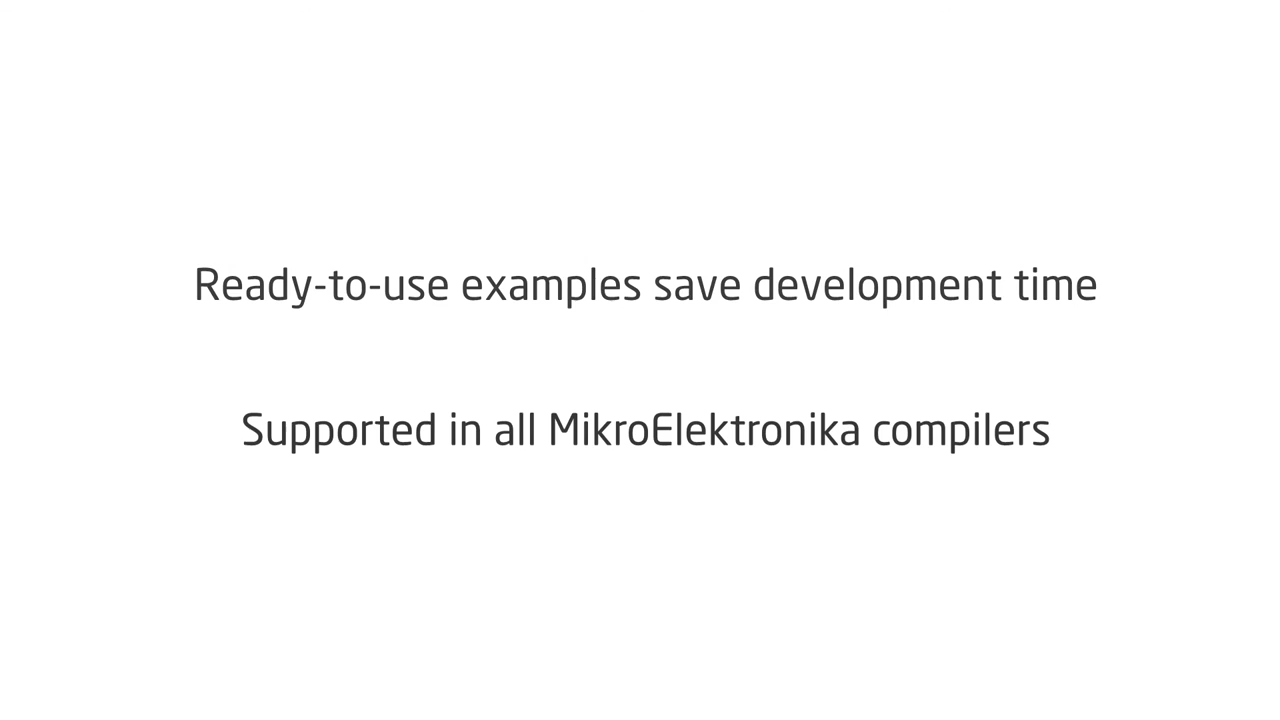 Ready-to-use examples save development time
Supported in all MikroElektronika compilers